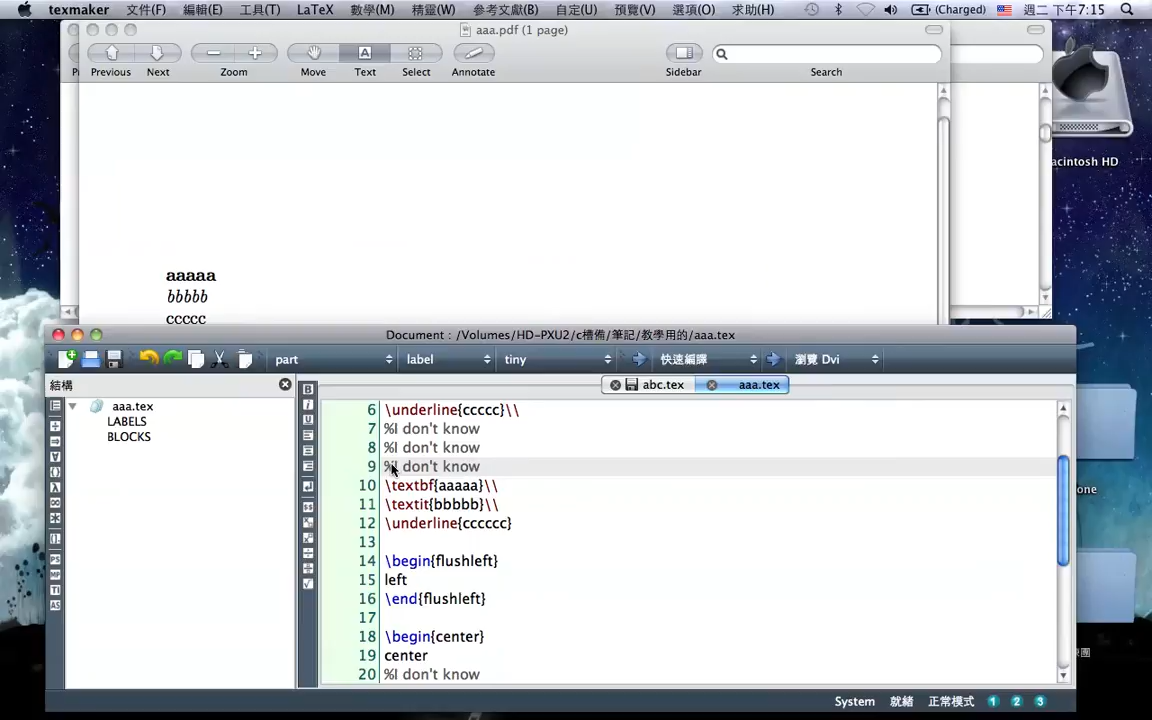 texmaker 文件(F) 編輯(E) 工具(T) LaTeX 數學(M) 精靈(W) 參考文獻(B) 自定(U) 預覽(V) 選項(O) 求助(H) (Charged) 週二 下午7:15
aaa.pdf (1 page)
Previous Next Zoom Move Text Select Annotate Sidebar Search
acintosh HD
aaaaa
bbbbb
ccccc
Document : /Volumes/HD-PXU2/c槽備/筆記/教學用的/aaa.tex
part label tiny 快速編譯 瀏覽 Dvi
結構 abc.tex aaa.tex
aaa.tex
LABELS
BLOCKS
6 \underline{ccccc}\\
7 %I don't know
8 %I don't know
9 %I don't know
10 \textbf{aaaaa}\\
11 \textit{bbbbb}\\
12 \underline{cccccc}
13
14 \begin{flushleft}
15 left
16 \end{flushleft}
17
18 \begin{center}
19 center
20 %I don't know
one
System 就緒 正常模式 1 2 3